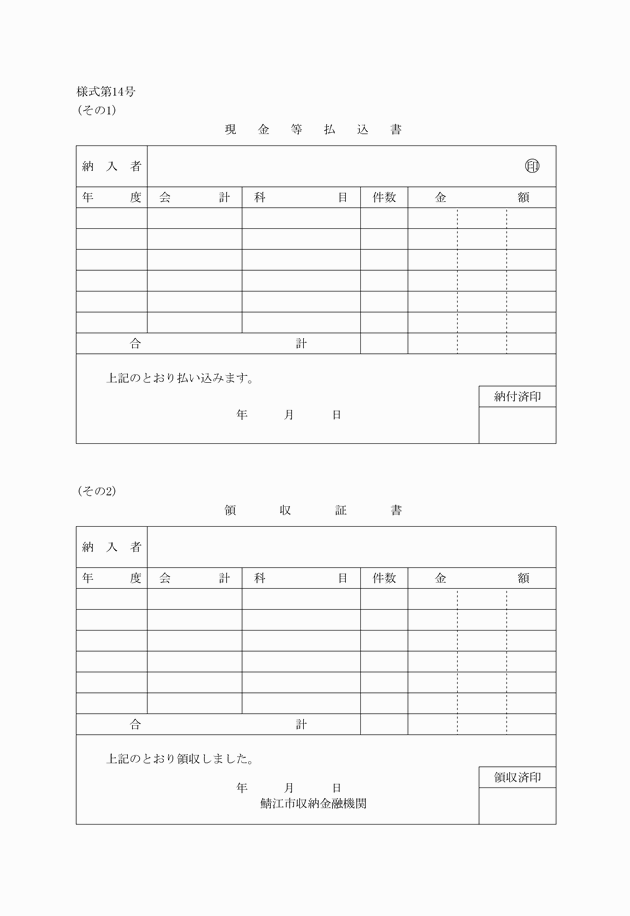 様式第14号
(その1)
現金等払込書
納入者 ㊞
年度 会計 科目 件数 金額
合計
上記のとおり払い込みます。
納付済印
年 月 日
(その2)
領収証書
納入者
年度 会計 科目 件数 金額
合計
上記のとおり領収しました。
領収済印
年 月 日
鯖江市収納金融機関